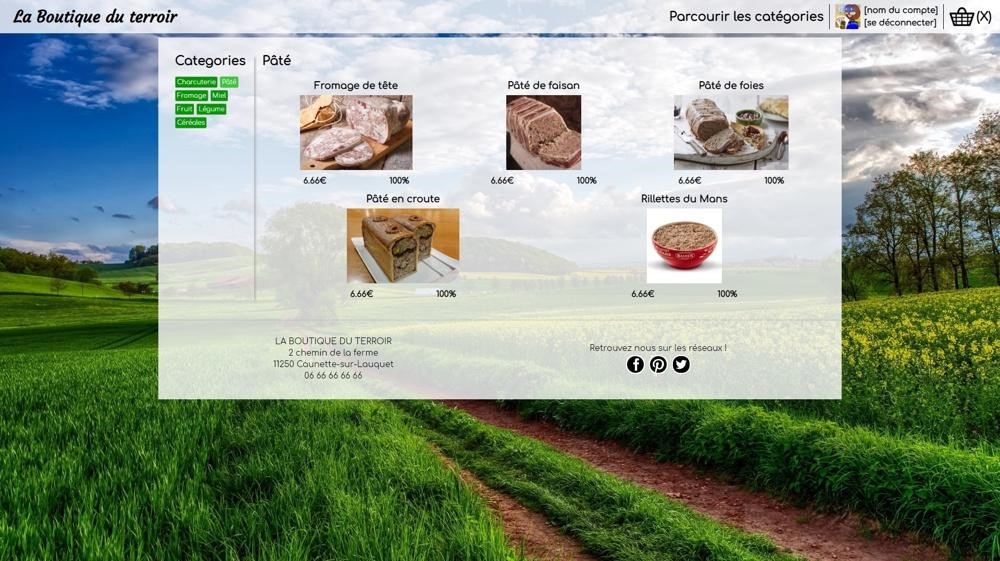 La Boutique du terroir
Parcourir les catégories
[nom du compte]
[se déconnecter]
(X)
Categories
Charcuterie Pâté
Fromage Miel
Fruit Légume
Céréales
Pâté
Fromage de tête
6.66€ 100%
Pâté de faisan
6.66€ 100%
Pâté de foies
6.66€ 100%
Pâté en croute
6.66€ 100%
Rillettes du Mans
6.66€ 100%
LA BOUTIQUE DU TERROIR
2 chemin de la ferme
11250 Caunette-sur-Lauquet
06 66 66 66 66
Retrouvez nous sur les réseaux !